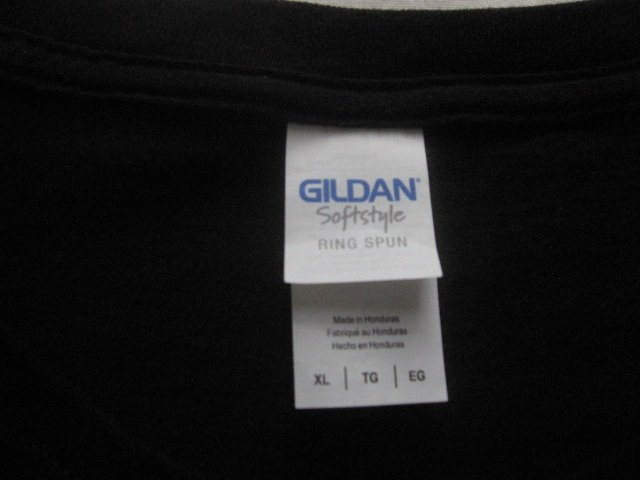 GILDAN®
Softstyle
RING SPUN
Made in Honduras
Fabriqué au Honduras
Hecho en Honduras
XL | TG | EG